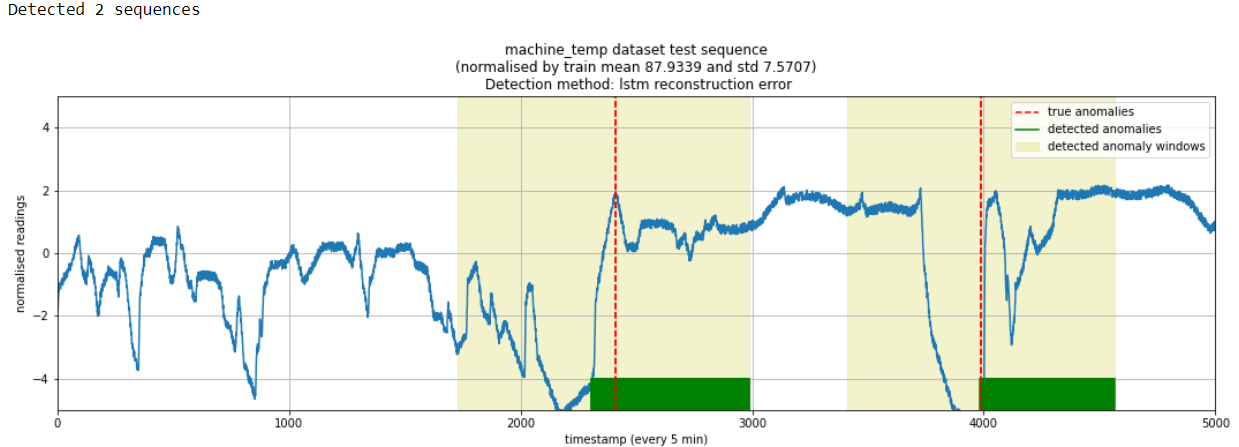 Detected 2 sequences
machine_temp dataset test sequence
(normalised by train mean 87.9339 and std 7.5707)
Detection method: lstm reconstruction error
normalised readings
4
2
0
−2
−4
true anomalies
detected anomalies
detected anomaly windows
0 1000 2000 3000 4000 5000
timestamp (every 5 min)